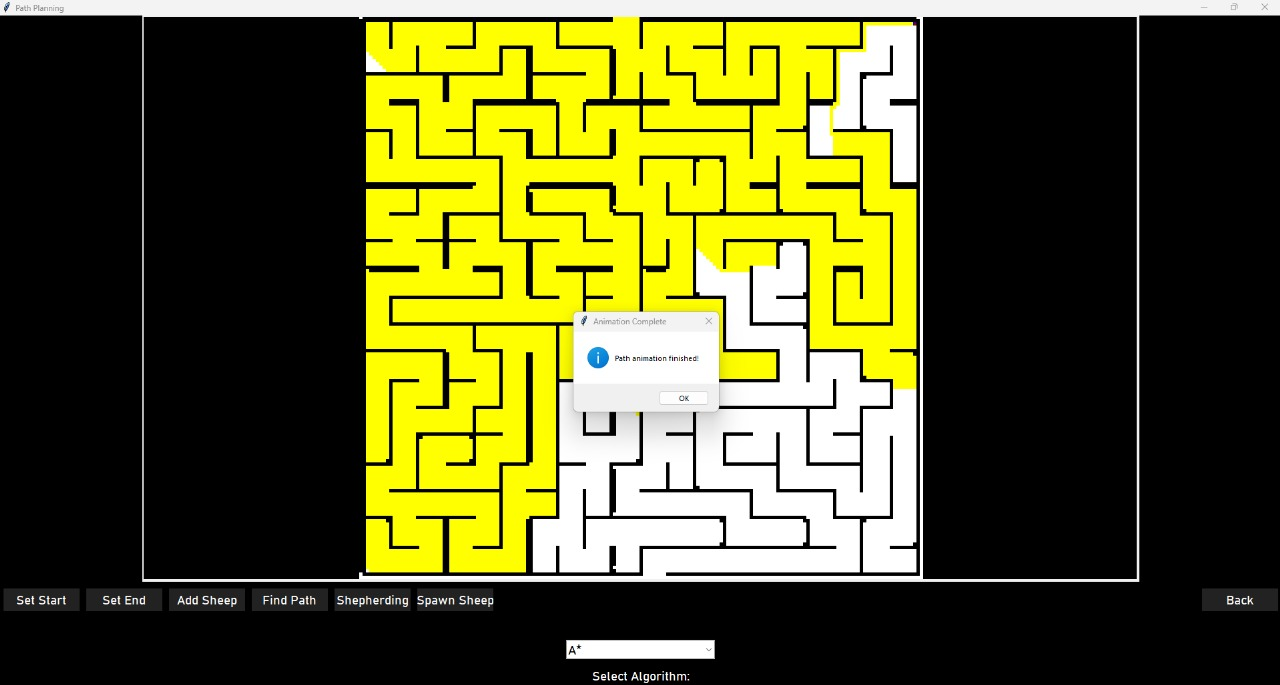 Path Planning
Animation Complete
Path animation finished!
OK
Set Start
Set End
Add Sheep
Find Path
Shepherding
Spawn Sheep
Back
A*
Select Algorithm: